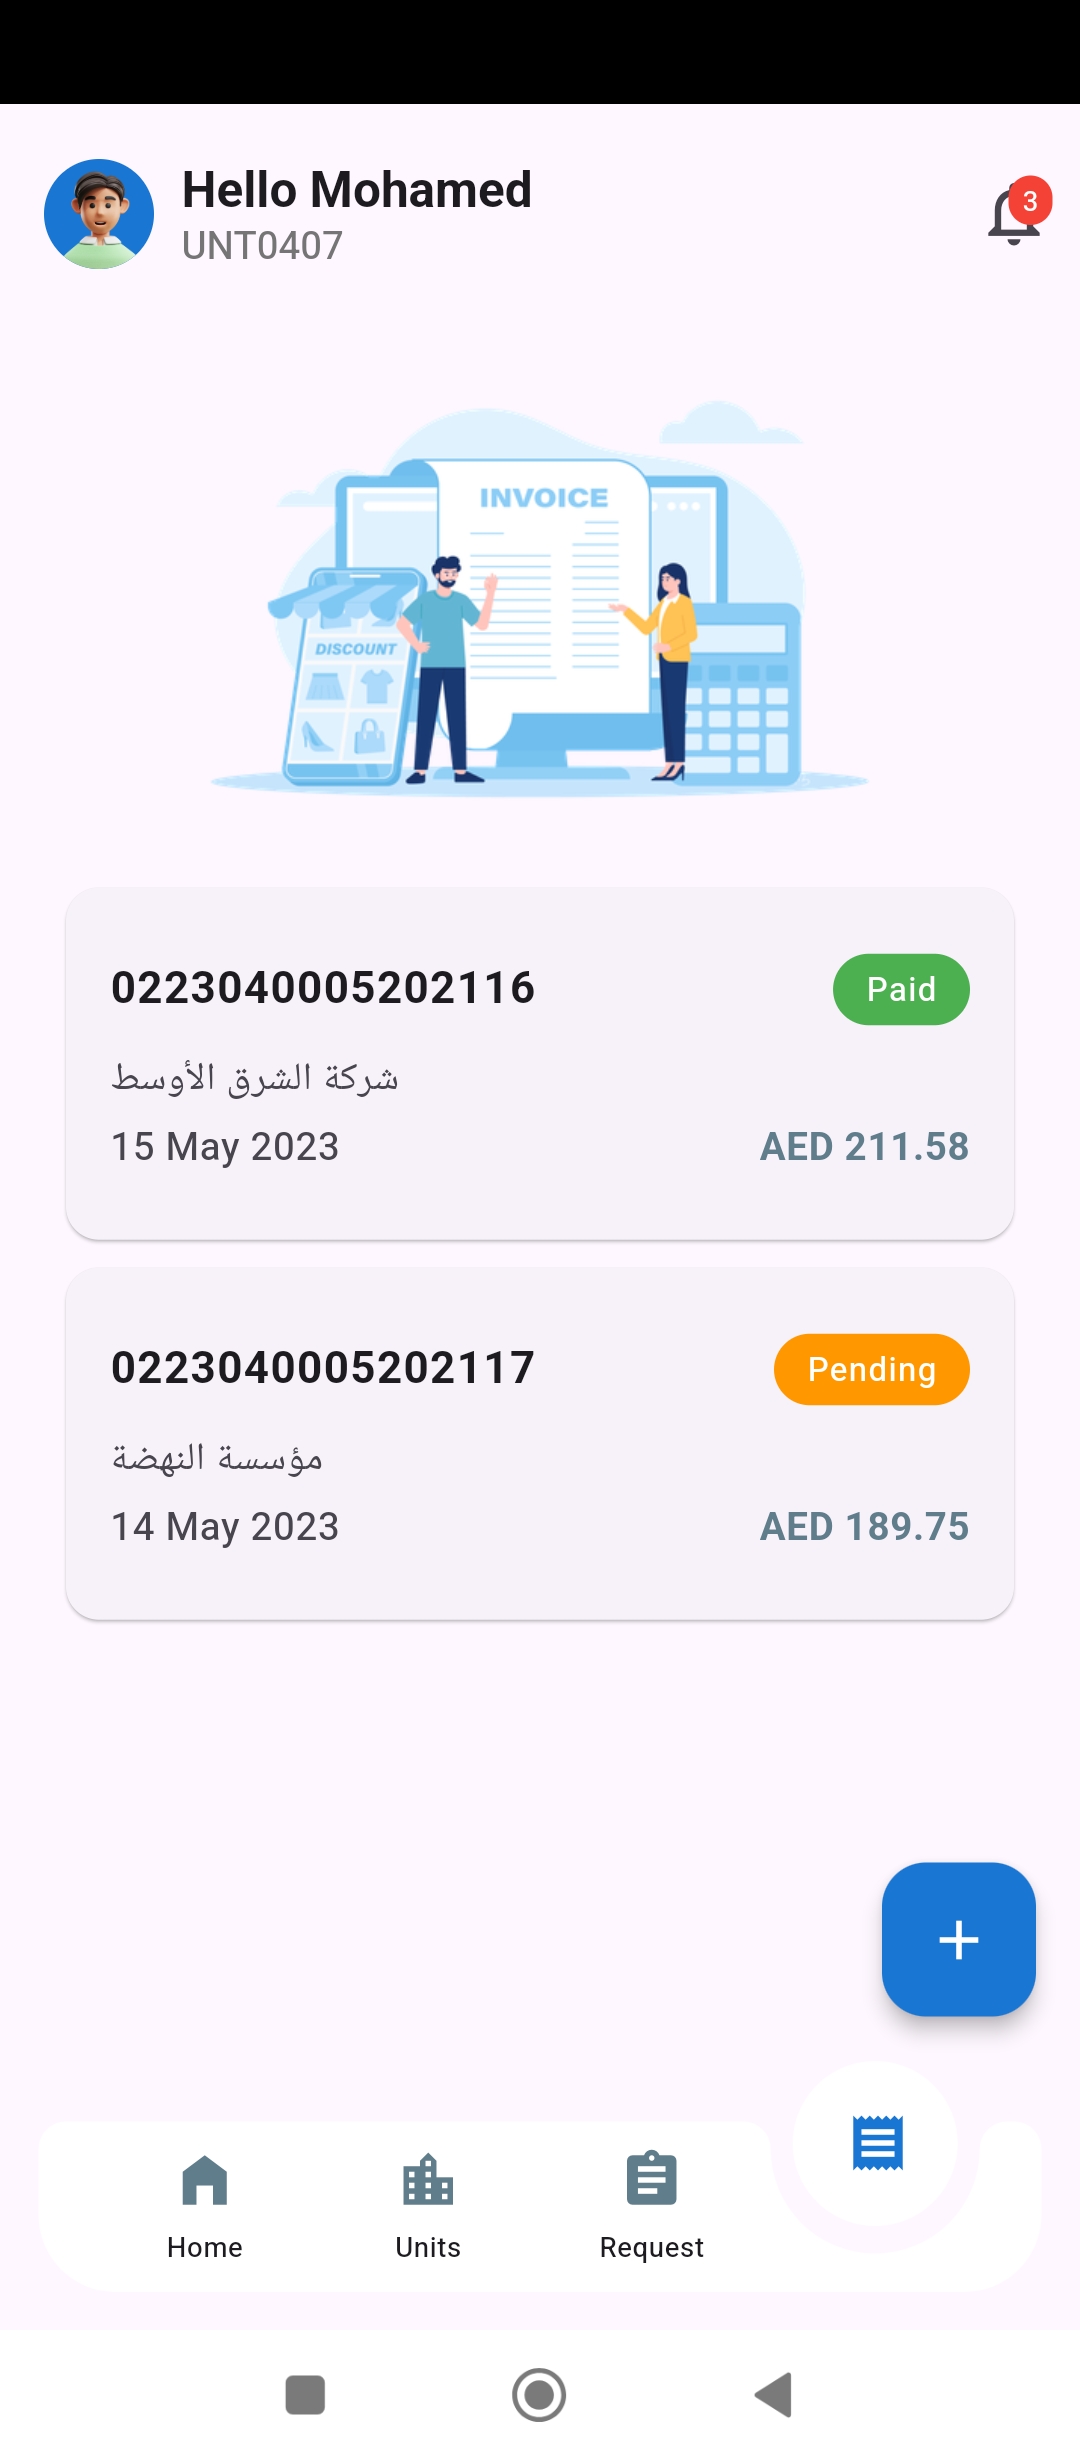 Hello Mohamed
UNT0407
3
INVOICE
DISCOUNT
0223040005202116
Paid
شركة الشرق الأوسط
15 May 2023
AED 211.58
0223040005202117
Pending
مؤسسة النهضة
14 May 2023
AED 189.75
Home
Units
Request